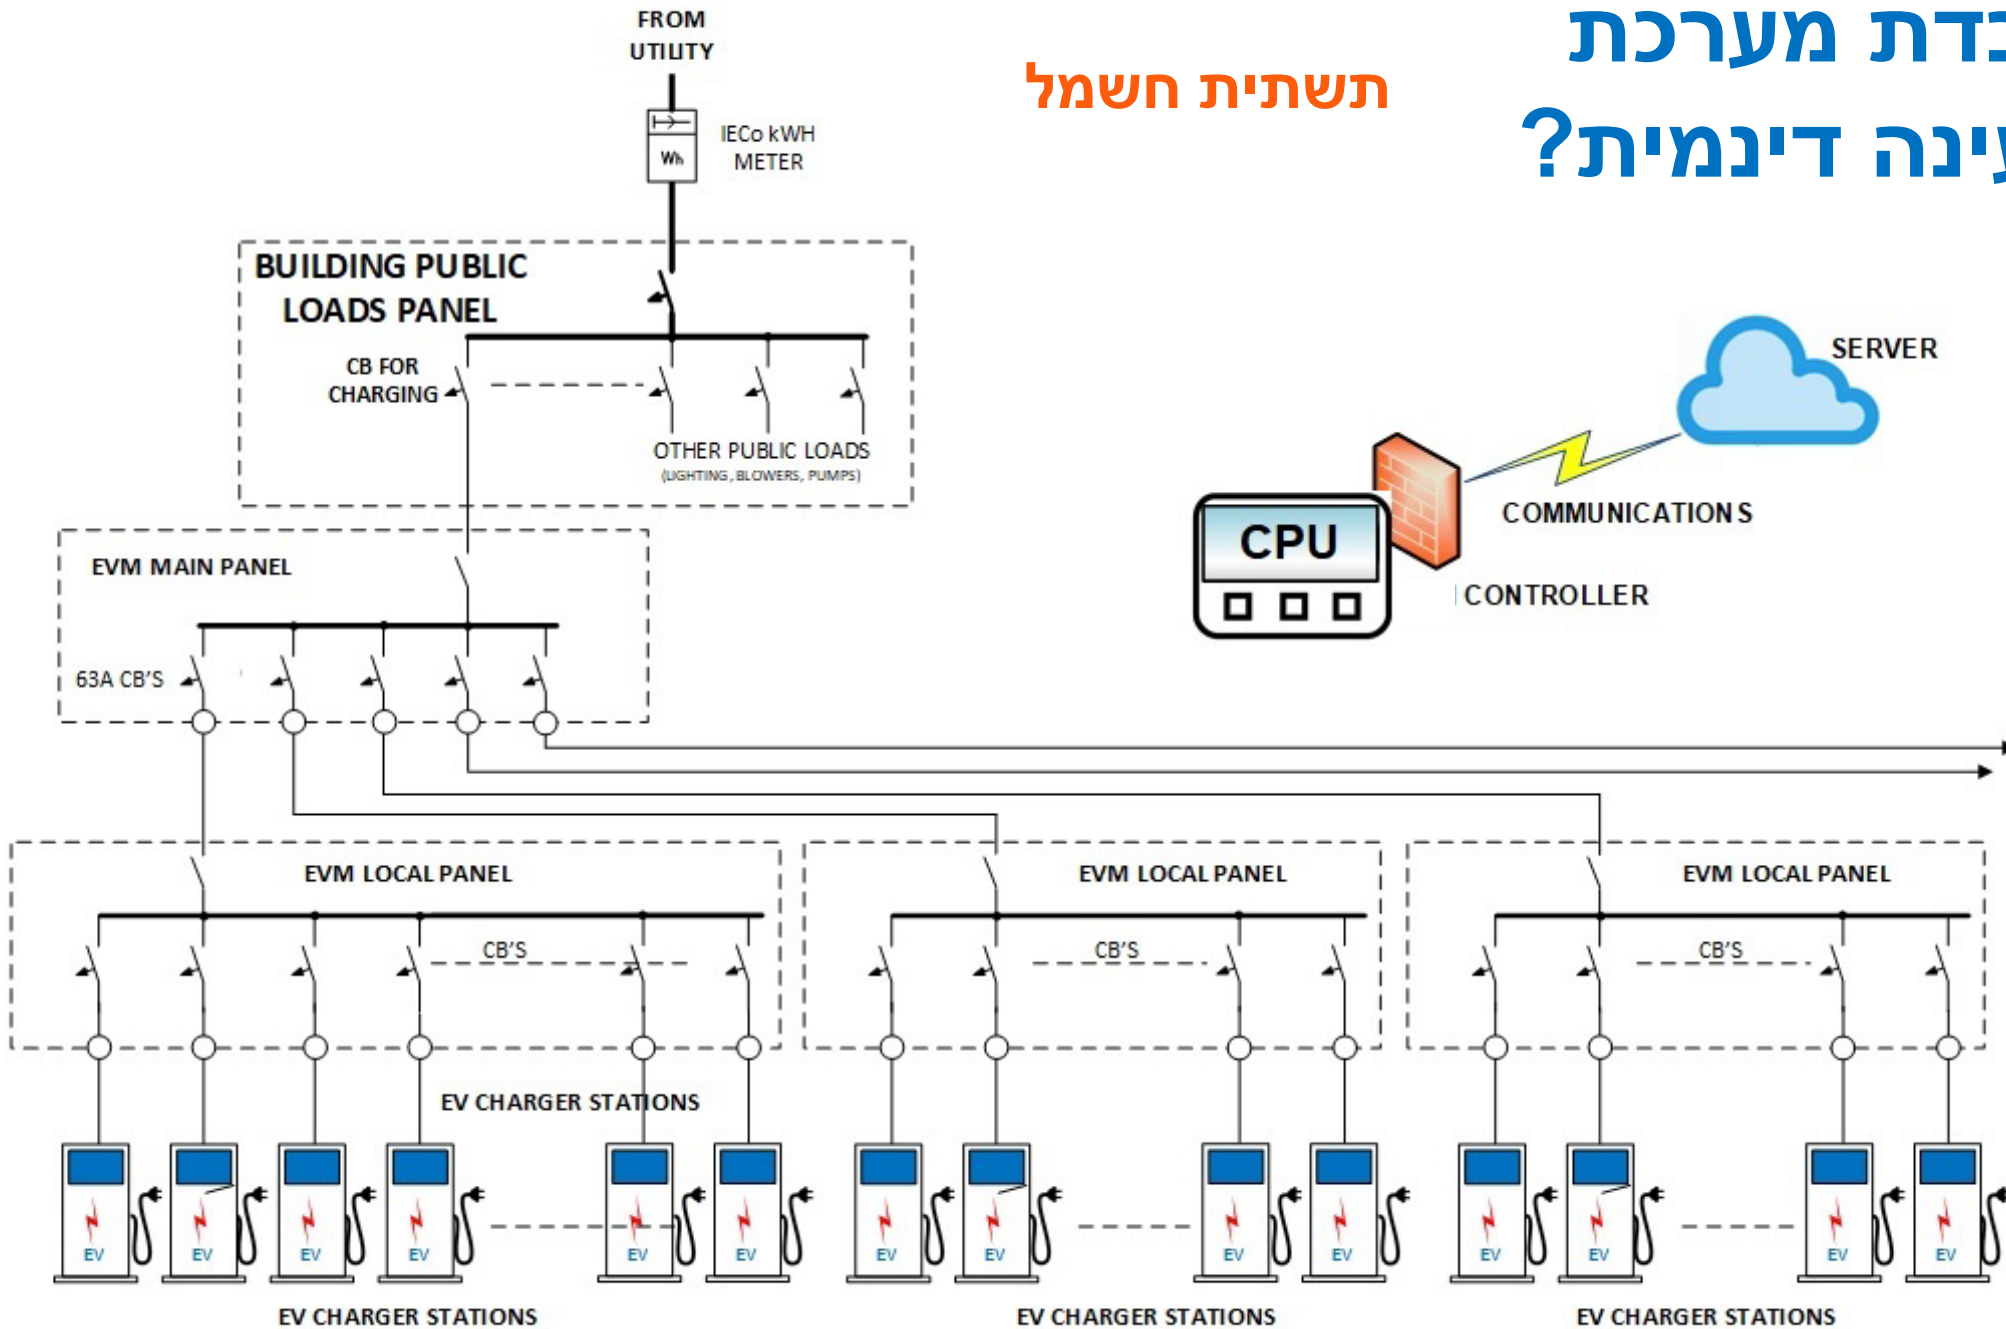 FROM
UTILITY
תשתית חשמל
מערכת
דינמית?
IECo kWH
METER
Wh
BUILDING PUBLIC
LOADS PANEL
CB FOR
CHARGING
OTHER PUBLIC LOADS
(LIGHTING, BLOWERS, PUMPS)
SERVER
COMMUNICATIONS
CPU
CONTROLLER
EVM MAIN PANEL
63A CB'S
EVM LOCAL PANEL
EVM LOCAL PANEL
EVM LOCAL PANEL
CB'S
CB'S
CB'S
EV CHARGER STATIONS
EV
EV
EV
EV
EV
EV
EV
EV
EV
EV
EV
EV
EV
EV
EV CHARGER STATIONS
EV CHARGER STATIONS
EV CHARGER STATIONS